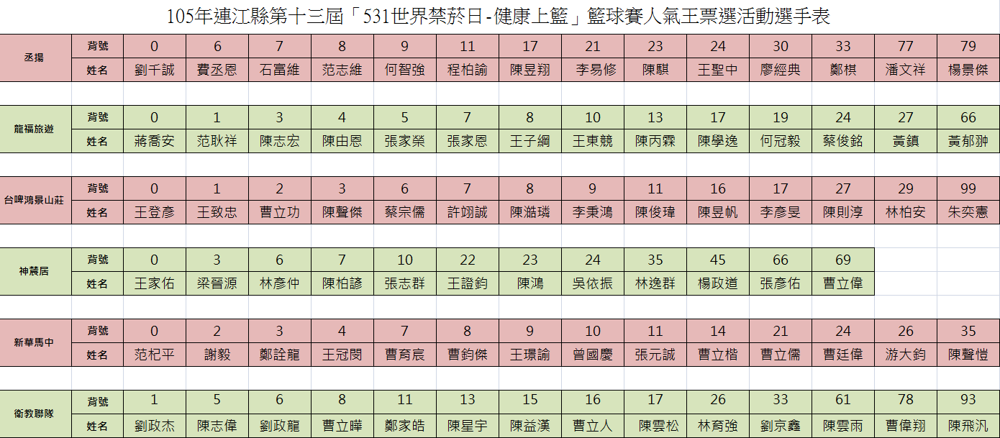 105年連江縣第十三屆「531世界禁菸日-健康上籃」籃球賽人氣王票選活動選手表
丞揚 背號 0 6 7 8 9 11 17 21 23 24 30 33 77 79
姓名 劉千誠 費丞恩 石富維 范志維 何智強 程柏諭 陳昱翔 李易修 陳騏 王聖中 廖經典 鄭棋 潘文祥 楊景傑
龍福旅遊 背號 0 1 3 4 5 7 8 10 13 17 19 24 27 66
姓名 蔣喬安 范耿祥 陳志宏 陳由恩 張家榮 張家恩 王子綱 王東競 陳丙霖 陳學逸 何冠毅 蔡俊銘 黃鎮 黃郁翀
台啤鴻景山莊 背號 0 1 2 3 6 7 8 9 11 16 17 27 29 99
姓名 王登彥 王致忠 曹立功 陳聲傑 蔡宗儒 許翊誠 陳澔璘 李秉鴻 陳俊瑋 陳昱帆 李彥旻 陳則淳 林柏安 朱奕憲
神農居 背號 0 3 6 7 10 22 23 24 35 45 66 69
姓名 王家佑 梁晉源 林彥仲 陳柏諺 張志群 王證鈞 陳鴻 吳依振 林逸群 楊政道 張彥佑 曹立偉
新華馬中 背號 0 2 3 4 7 8 9 10 11 14 21 24 26 35
姓名 范杞平 謝毅 鄭詮龍 王冠閔 曹育宸 曹鈞傑 王璟諭 曾國慶 張元誠 曹立楷 曹立儒 曹廷偉 游大鈞 陳聲愷
衛教聯隊 背號 1 5 6 8 11 13 15 16 17 26 33 61 78 93
姓名 劉政杰 陳志偉 劉政龍 曹立曄 鄭家皓 陳星宇 陳益漢 曹立人 陳雲松 林育強 劉京鑫 陳雲雨 曹偉翔 陳飛汎